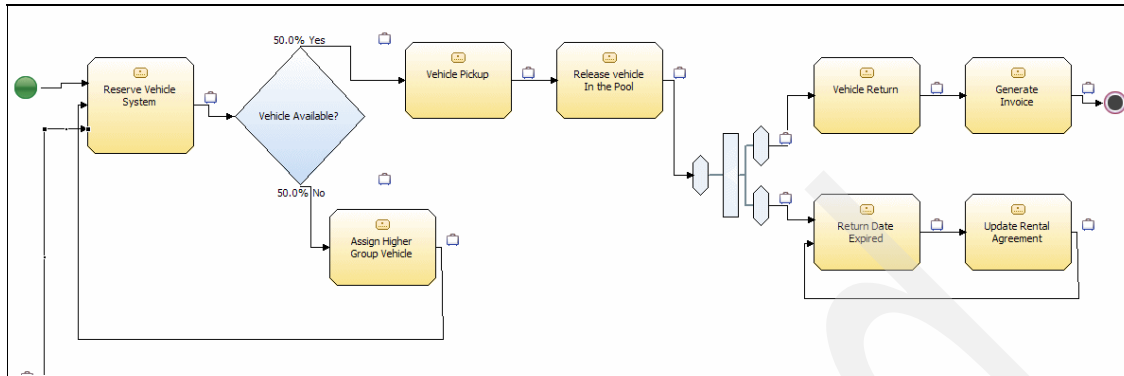 50.0% Yes
Reserve Vehicle
System
Vehicle Available?
50.0% No
Vehicle Pickup
Release vehicle
In the Pool
Assign Higher
Group Vehicle
Vehicle Return
Generate
Invoice
Return Date
Expired
Update Rental
Agreement